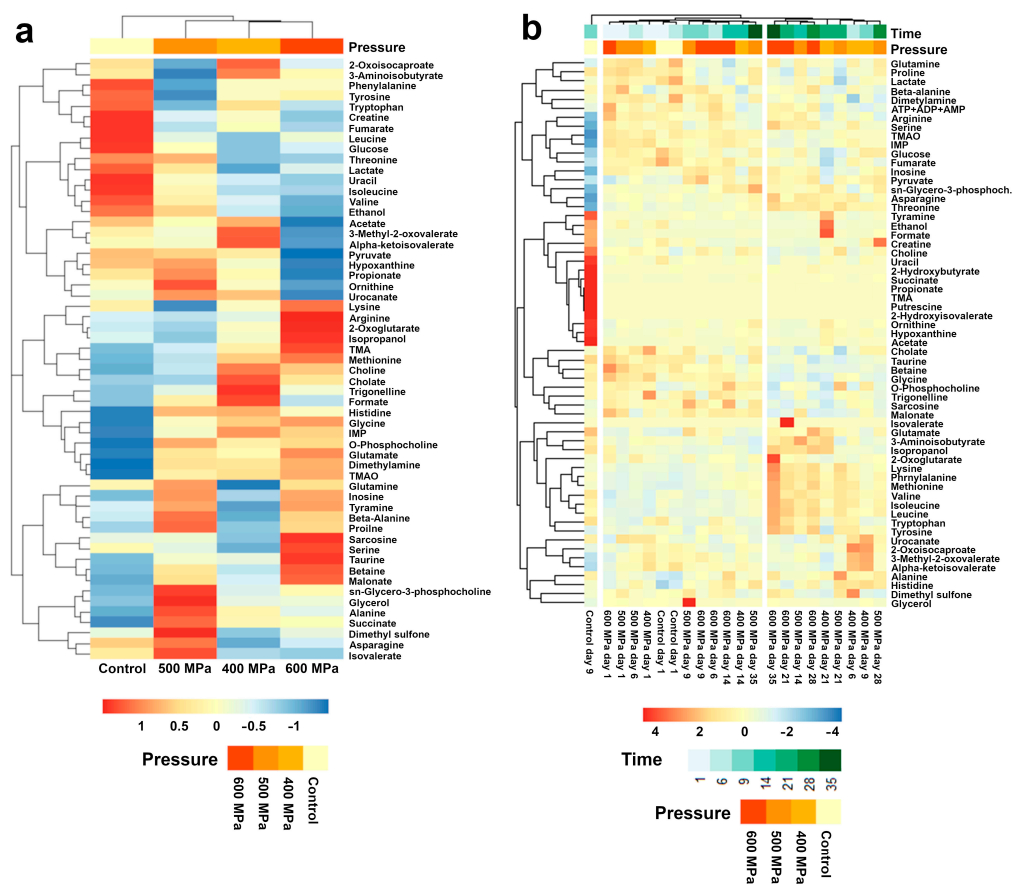 a
Pressure
2-Oxoisocaproate
3-Aminoisobutyrate
Phenylalanine
Tyrosine
Tryptophan
Creatine
Fumarate
Leucine
Glucose
Threonine
Lactate
Uracil
Isoleucine
Valine
Ethanol
Acetate
3-Methyl-2-oxovalerate
Alpha-ketoisovalerate
Pyruvate
Hypoxanthine
Propionate
Ornithine
Urocanate
Lysine
Arginine
2-Oxoglutarate
Isopropanol
TMA
Methionine
Choline
Cholate
Trigonelline
Formate
Histidine
Glycine
IMP
O-Phosphocholine
Glutamate
Dimethylamine
TMAO
Glutamine
Inosine
Tyramine
Beta-Alanine
Proilne
Sarcosine
Serine
Taurine
Betaine
Malonate
sn-Glycero-3-phosphocholine
Glycerol
Alanine
Succinate
Dimethyl sulfone
Asparagine
Isovalerate
Control 500 MPa 400 MPa 600 MPa
1 0.5 0 -0.5 -1
Pressure
600 MPa
500 MPa
400 MPa
Control
b
Time
Pressure
Glutamine
Proline
Lactate
Beta-alanine
Dimetylamine
ATP+ADP+AMP
Arginine
Serine
TMAO
IMP
Glucose
Fumarate
Inosine
Pyruvate
sn-Glycero-3-phosphoch.
Asparagine
Threonine
Tyramine
Ethanol
Formate
Creatine
Choline
Uracil
2-Hydroxybutyrate
Succinate
Propionate
TMA
Putrescine
2-Hydroxyisovalerate
Ornithine
Hypoxanthine
Acetate
Cholate
Taurine
Betaine
Glycine
O-Phosphocholine
Trigonelline
Sarcosine
Malonate
Isovalerate
Glutamate
3-Aminoisobutyrate
Isopropanol
2-Oxoglutarate
Lysine
Phrnylalanine
Methionine
Valine
Isoleucine
Leucine
Tryptophan
Tyrosine
Urocanate
2-Oxoisocaproate
3-Methyl-2-oxovalerate
Alpha-ketoisovalerate
Alanine
Histidine
Dimethyl sulfone
Glycerol
Control day 9
600 MPa day 1
500 MPa day 1
500 MPa day 6
400 MPa day 1
Control day 1
Control day 1
500 MPa day 9
600 MPa day 9
600 MPa day 6
600 MPa day 14
400 MPa day 14
500 MPa day 35
600 MPa day 35
600 MPa day 21
500 MPa day 14
600 MPa day 28
400 MPa day 21
500 MPa day 21
400 MPa day 6
400 MPa day 9
500 MPa day 28
4 2 0 -2 -4
Time
1
6
9
14
21
28
35
Pressure
600 MPa
500 MPa
400 MPa
Control